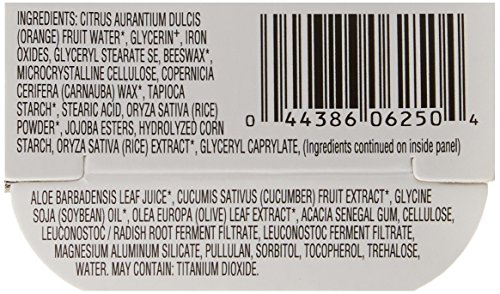 INGREDIENTS: CITRUS AURANTIUM DULCIS
(ORANGE) FRUIT WATER*, GLYCERIN†, IRON
OXIDES, GLYCERYL STEARATE SE, BEESWAX*,
MICROCRYSTALLINE CELLULOSE, COPERNICIA
CERIFERA (CARNAUBA) WAX*, TAPIOCA
STARCH*, STEARIC ACID, ORYZA SATIVA (RICE)
POWDER*, JOJOBA ESTERS, HYDROLYZED CORN
STARCH, ORYZA SATIVA (RICE) EXTRACT*, GLYCERYL CAPRYLATE, (Ingredients continued on inside panel)
0 44386 06250 4
ALOE BARBADENSIS LEAF JUICE*, CUCUMIS SATIVUS (CUCUMBER) FRUIT EXTRACT*, GLYCINE
SOJA (SOYBEAN) OIL*, OLEA EUROPA (OLIVE) LEAF EXTRACT*, ACACIA SENEGAL GUM, CELLULOSE,
LEUCONOSTOC / RADISH ROOT FERMENT FILTRATE, LEUCONOSTOC FERMENT FILTRATE,
MAGNESIUM ALUMINUM SILICATE, PULLULAN, SORBITOL, TOCOPHEROL, TREHALOSE,
WATER. MAY CONTAIN: TITANIUM DIOXIDE.